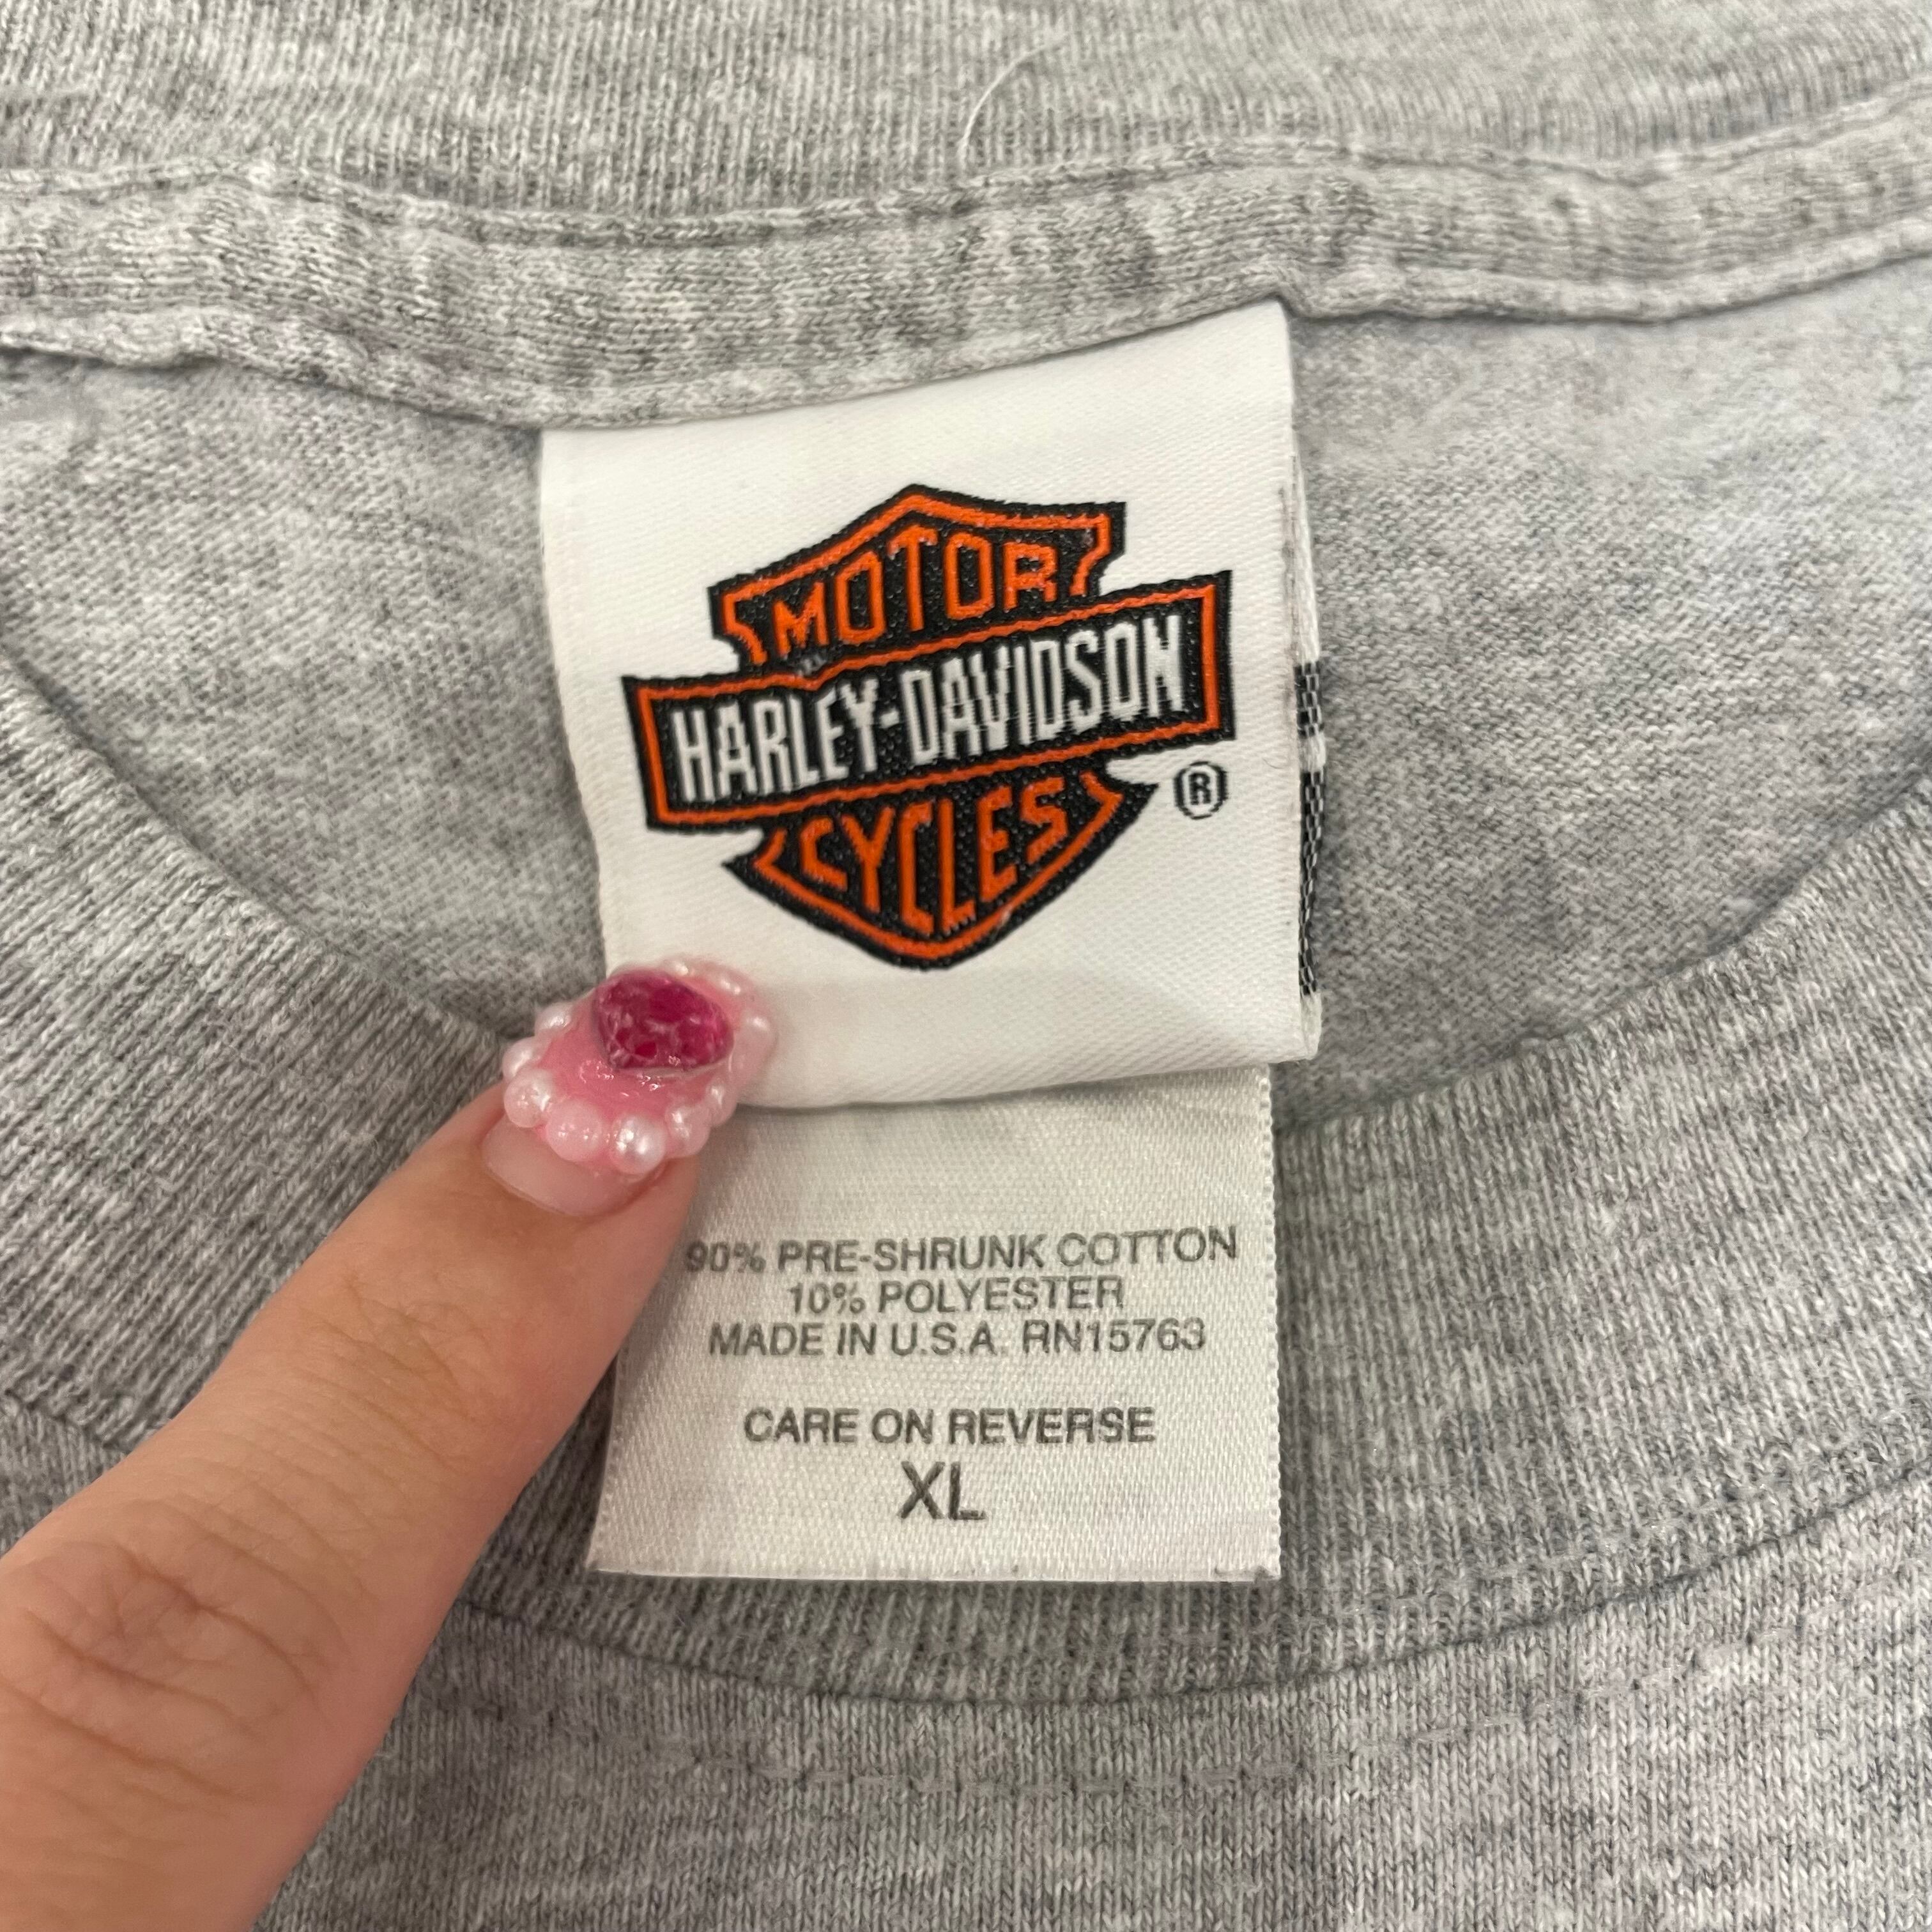 MOTOR
HARLEY-DAVIDSON
CYCLES
®
90% PRE-SHRUNK COTTON
10% POLYESTER
MADE IN U.S.A. RN15763
CARE ON REVERSE
XL